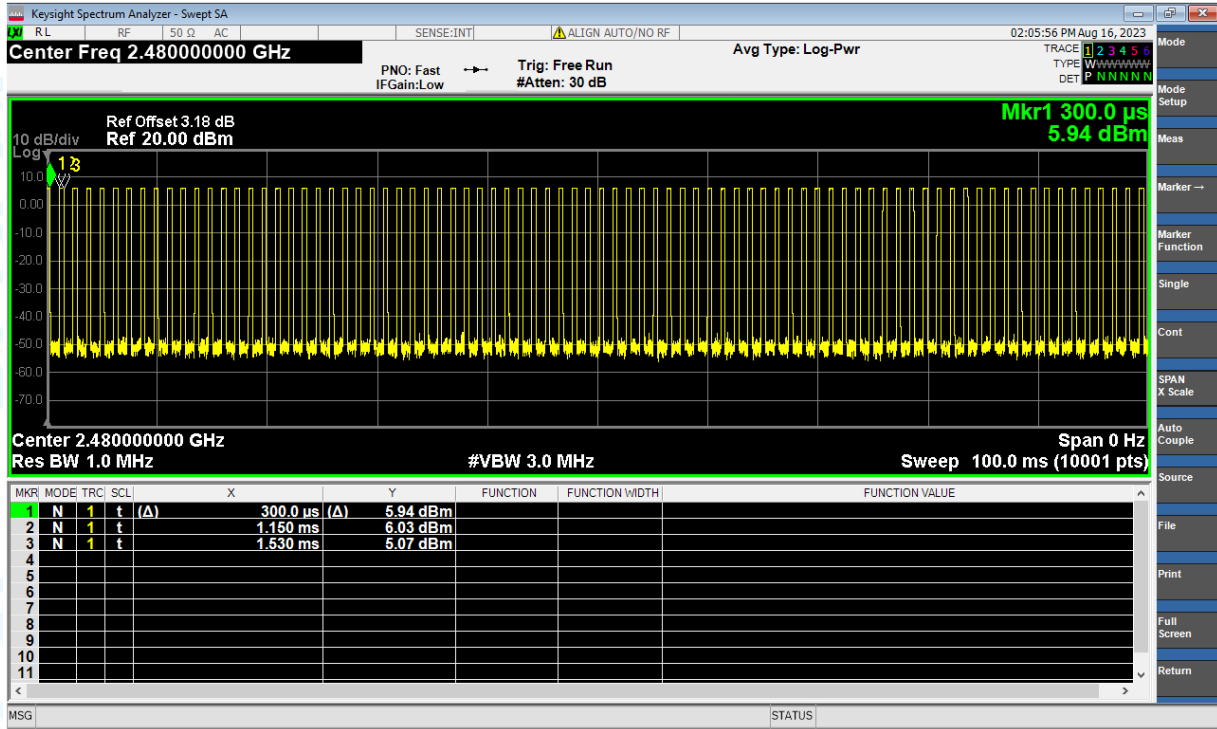 Keysight Spectrum Analyzer - Swept SA
LXI RL RF 50 Ω AC SENSE:INT ALIGN AUTO/NO RF 02:05:56 PM Aug 16, 2023
Center Freq 2.480000000 GHz
Avg Type: Log-Pwr
TRACE 1 2 3 4 5 6
PNO: Fast Trig: Free Run
TYPE WWWWWW
IFGain:Low #Atten: 30 dB
DET P N N N N N
Mkr1 300.0 µs
5.94 dBm
Ref Offset 3.18 dB
10 dB/div Ref 20.00 dBm
Log
1 2 3
10.0
0.00
-10.0
-20.0
-30.0
-40.0
-50.0
-60.0
-70.0
Center 2.480000000 GHz Span 0 Hz
Res BW 1.0 MHz #VBW 3.0 MHz Sweep 100.0 ms (10001 pts)
MKR MODE TRC SCL X Y FUNCTION FUNCTION WIDTH FUNCTION VALUE
1 N 1 t (Δ) 300.0 µs (Δ) 5.94 dBm
2 N 1 t 1.150 ms 6.03 dBm
3 N 1 t 1.530 ms 5.07 dBm
4
5
6
7
8
9
10
11
MSG STATUS
Mode
Mode
Setup
Meas
Marker →
Marker
Function
Single
Cont
SPAN
X Scale
Auto
Couple
Source
File
Print
Full
Screen
Return